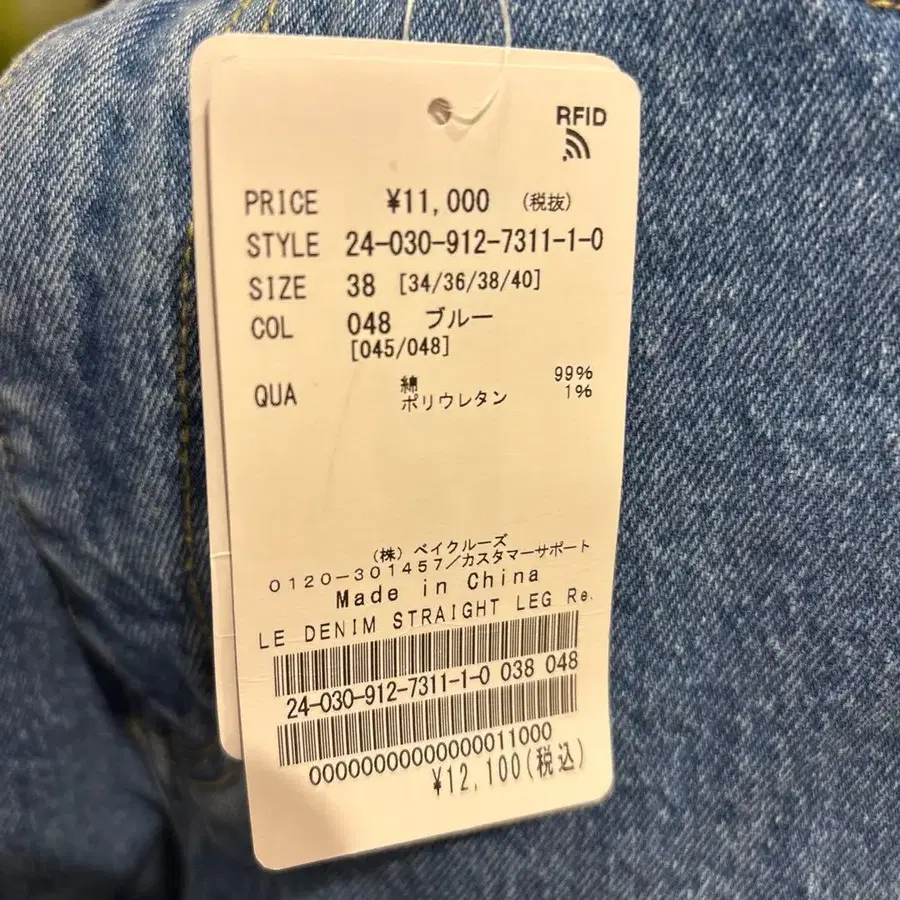 RFID
PRICE ¥11,000 (税抜)
STYLE 24-030-912-7311-1-0
SIZE 38 [34/36/38/40]
COL 048 ブルー
[045/048]
QUA 綿 99%
ポリウレタン 1%
(株) ベイクルーズ
0120-301457/カスタマーサポート
Made in China
LE DENIM STRAIGHT LEG Re.
24-030-912-7311-1-0 038 048
00000000000000011000
¥12,100(税込)